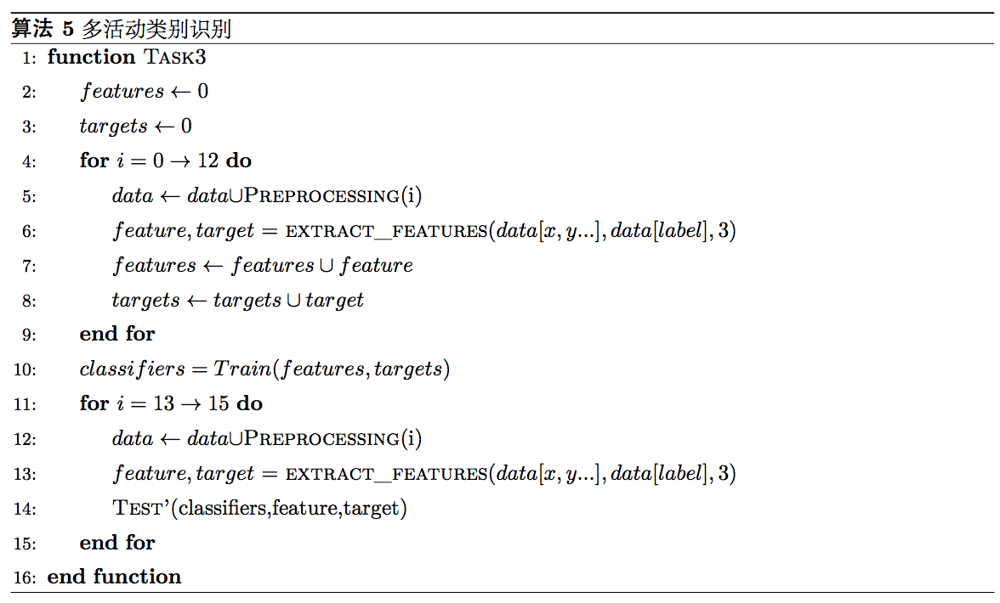 算法 5 多活动类别识别
1: function TASK3
2: features ← 0
3: targets ← 0
4: for i = 0 → 12 do
5: data ← data∪PREPROCESSING(i)
6: feature, target = EXTRACT_FEATURES(data[x, y...], data[label], 3)
7: features ← features ∪ feature
8: targets ← targets ∪ target
9: end for
10: classifiers = Train(features, targets)
11: for i = 13 → 15 do
12: data ← data∪PREPROCESSING(i)
13: feature, target = EXTRACT_FEATURES(data[x, y...], data[label], 3)
14: TEST’(classifiers,feature,target)
15: end for
16: end function